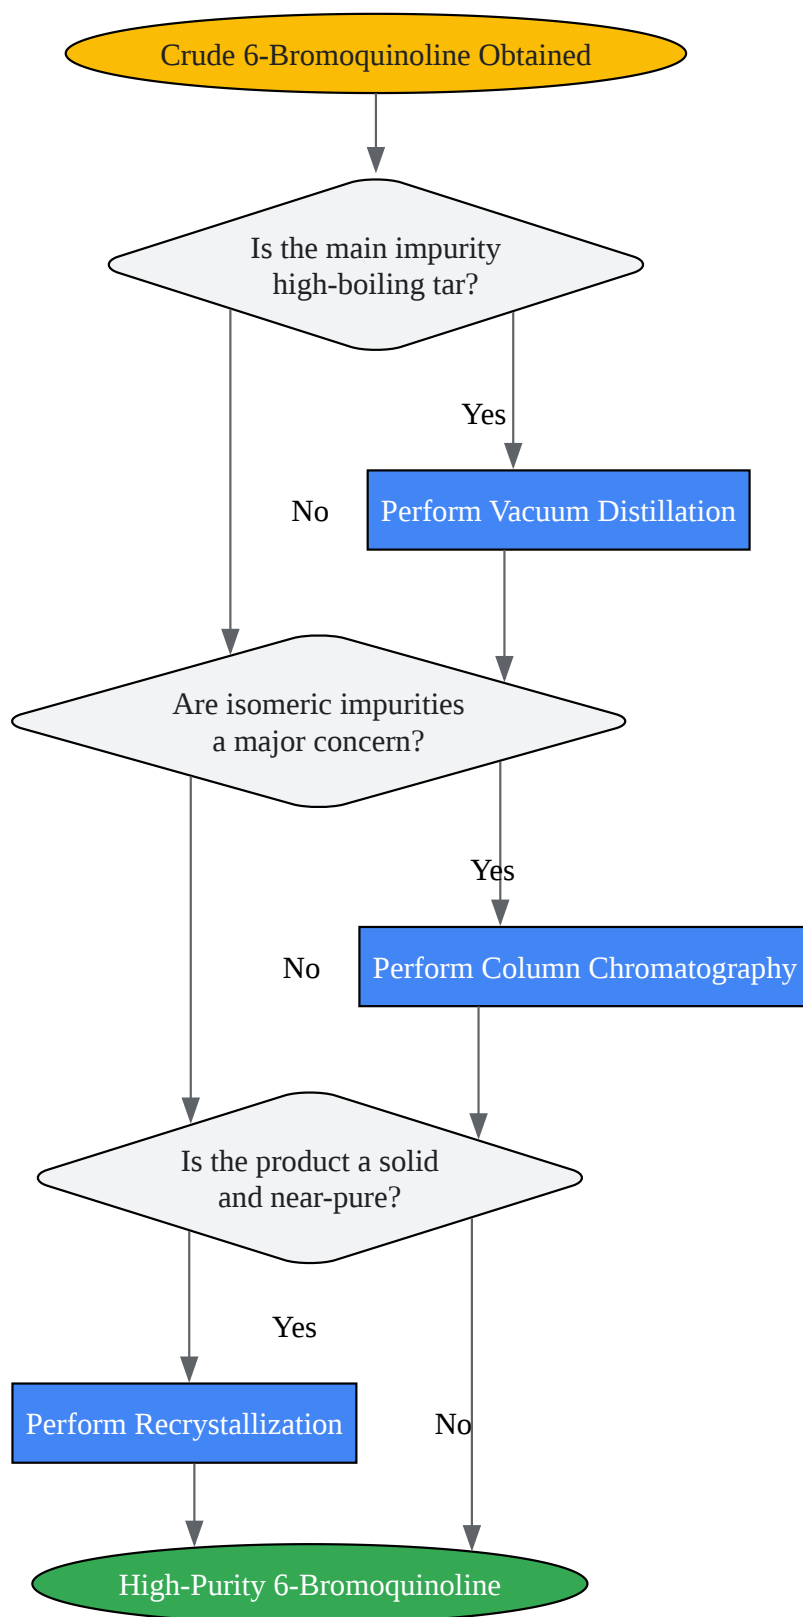 Crude 6-Bromoquinoline Obtained
Is the main impurity
high-boiling tar?
Yes
No
Perform Vacuum Distillation
Are isomeric impurities
a major concern?
Yes
No
Perform Column Chromatography
Is the product a solid
and near-pure?
Yes
Perform Recrystallization
No
High-Purity 6-Bromoquinoline